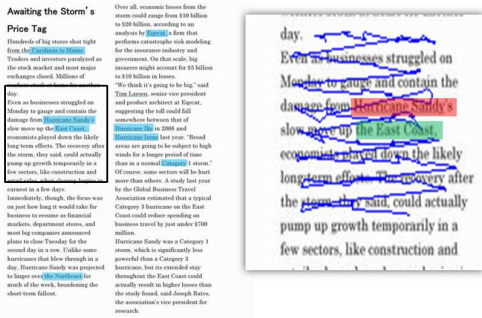 Awaiting the Storm's
Price Tag
Hundreds of big stores shut tight
from the Carolinas to Maine.
Traders and investors paralyzed as
the stock market and most major
exchanges closed. Millions of
day.
Even as businesses struggled on
Monday to gauge and contain the
damage from Hurricane Sandy's
slow move up the East Coast,
economists played down the likely
long-term effects. The recovery after
the storm, they said, could actually
pump up growth temporarily in a
few sectors, like construction and
earnest in a few days.
Immediately, though, the focus was
on just how long it would take for
business to resume as financial
markets, department stores, and
most big companies announced
plans to close Tuesday for the
second day in a row. Unlike some
hurricanes that blew through in a
day, Hurricane Sandy was projected
to linger over the Northeast for
much of the week, broadening the
short-term fallout.
Over all, economic losses from the
storm could range from $10 billion
to $20 billion, according to an
analysis by Eqecat, a firm that
performs catastrophe risk modeling
for the insurance industry and
government. On that scale, big
insurers might account for $5 billion
to $10 billion in losses.
"We think it's going to be big," said
Tom Larsen, senior vice president
and product architect at Eqecat,
suggesting the toll could fall
somewhere between that of
Hurricane Ike in 2008 and
Hurricane Irene last year. "Broad
areas are going to be subject to high
winds for a longer period of time
than in a normal Category 1 storm."
Of course, some sectors will be hurt
more than others. A study last year
by the Global Business Travel
Association estimated that a typical
Category 3 hurricane on the East
Coast could reduce spending on
business travel by just under $700
million.
Hurricane Sandy was a Category 1
storm, which is significantly less
powerful than a Category 3
hurricane, but its extended stay
throughout the East Coast could
actually result in higher losses than
the study found, said Joseph Bates,
the association's vice president for
research.
day.
Even as businesses struggled on
Monday to gauge and contain the
damage from Hurricane Sandy's
slow move up the East Coast,
economists played down the likely
long-term effects. The recovery after
the storm, they said, could actually
pump up growth temporarily in a
few sectors, like construction and